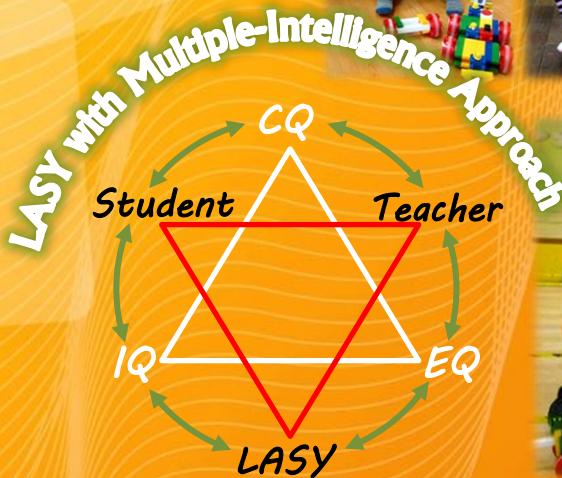 LASY with Multiple-Intelligence Approach
CQ
Student
Teacher
IQ
EQ
LASY